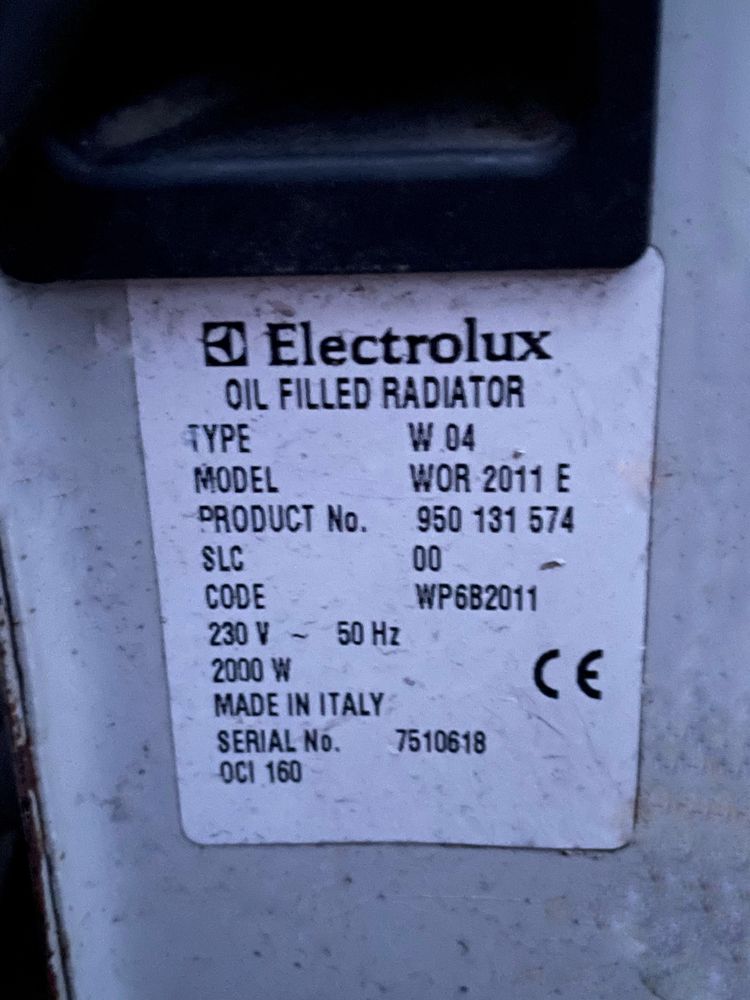 Electrolux
OIL FILLED RADIATOR
TYPE W 04
MODEL WOR 2011 E
PRODUCT No. 950 131 574
SLC 00
CODE WP6B2011
230 V ~ 50 Hz
2000 W
CE
MADE IN ITALY
SERIAL No. 7510618
OCI 160